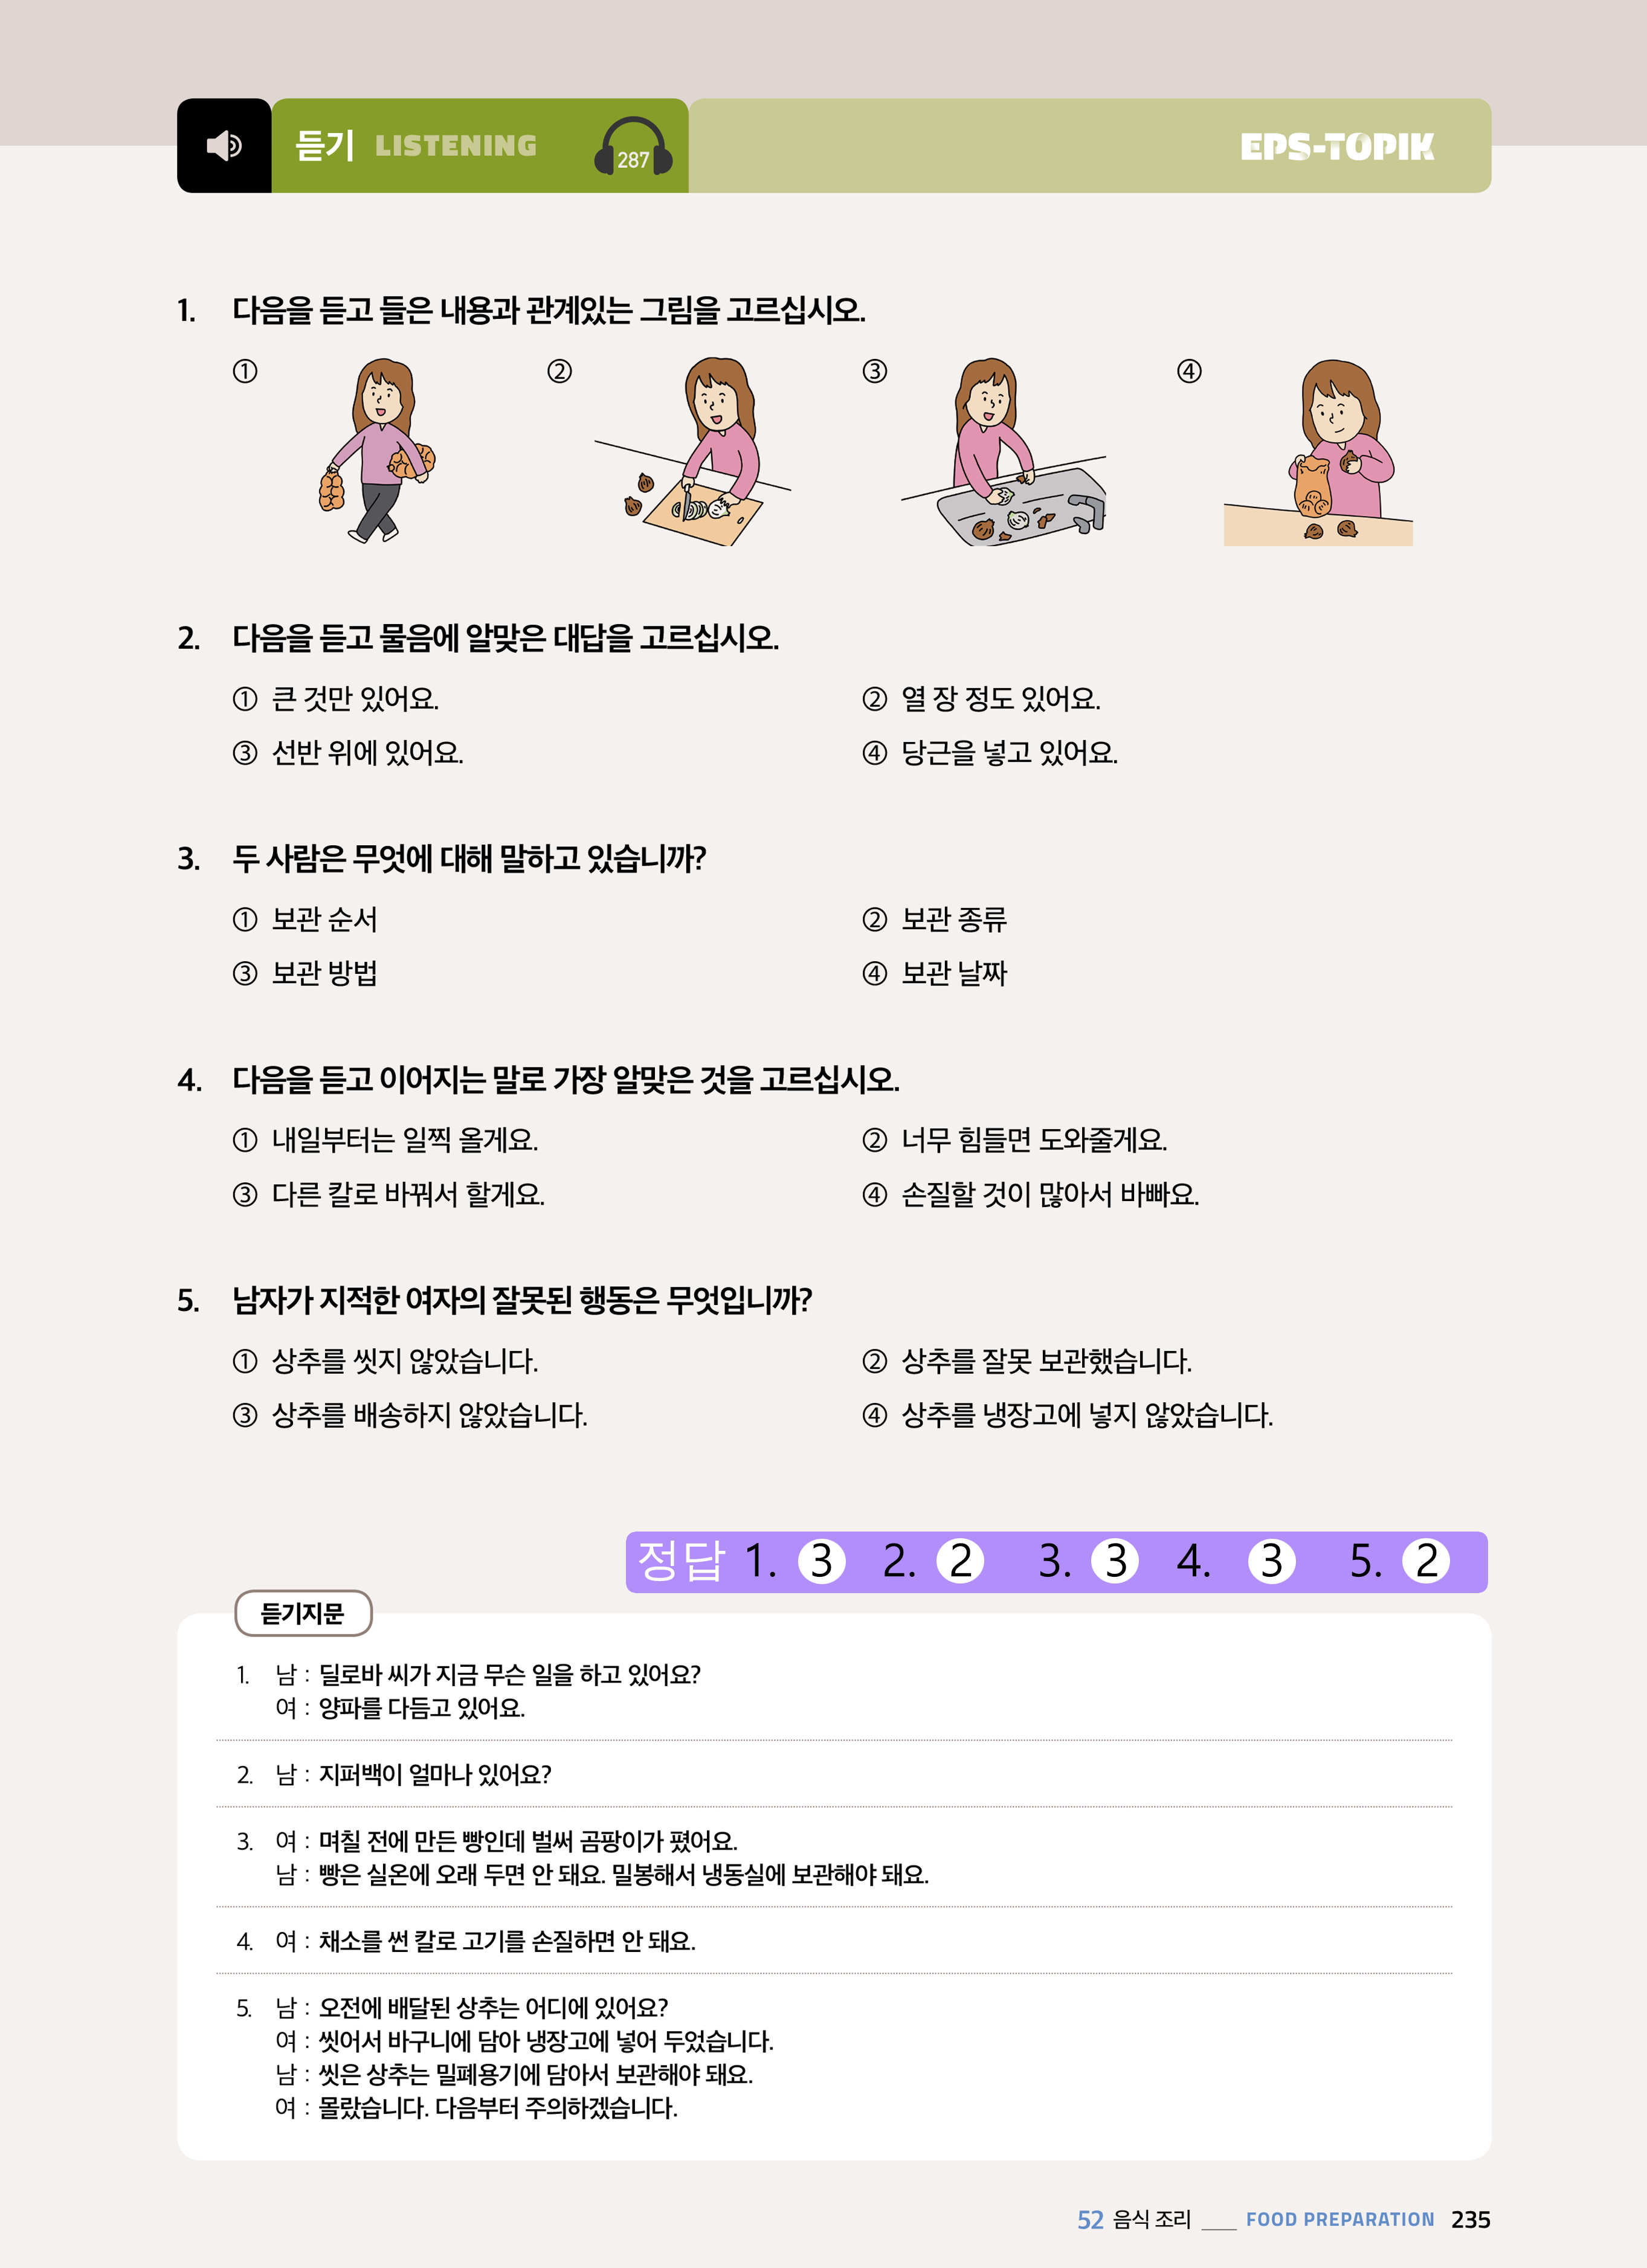 듣기 LISTENING 287 EPS-TOPIK
1. 다음을 듣고 들은 내용과 관계있는 그림을 고르십시오.
① ② ③ ④
2. 다음을 듣고 물음에 알맞은 대답을 고르십시오.
① 큰 것만 있어요. ② 열 장 정도 있어요.
③ 선반 위에 있어요. ④ 당근을 넣고 있어요.
3. 두 사람은 무엇에 대해 말하고 있습니까?
① 보관 순서 ② 보관 종류
③ 보관 방법 ④ 보관 날짜
4. 다음을 듣고 이어지는 말로 가장 알맞은 것을 고르십시오.
① 내일부터는 일찍 올게요. ② 너무 힘들면 도와줄게요.
③ 다른 칼로 바꿔서 할게요. ④ 손질할 것이 많아서 바빠요.
5. 남자가 지적한 여자의 잘못된 행동은 무엇입니까?
① 상추를 씻지 않았습니다. ② 상추를 잘못 보관했습니다.
③ 상추를 배송하지 않았습니다. ④ 상추를 냉장고에 넣지 않았습니다.
정답 1. 3 2. 2 3. 3 4. 3 5. 2
듣기지문
1. 남 : 딜로바 씨가 지금 무슨 일을 하고 있어요?
여 : 양파를 다듬고 있어요.
2. 남 : 지퍼백이 얼마나 있어요?
3. 여 : 며칠 전에 만든 빵인데 벌써 곰팡이가 폈어요.
남 : 빵은 실온에 오래 두면 안 돼요. 밀봉해서 냉동실에 보관해야 돼요.
4. 여 : 채소를 썬 칼로 고기를 손질하면 안 돼요.
5. 남 : 오전에 배달된 상추는 어디에 있어요?
여 : 씻어서 바구니에 담아 냉장고에 넣어 두었습니다.
남 : 씻은 상추는 밀폐용기에 담아서 보관해야 돼요.
여 : 몰랐습니다. 다음부터 주의하겠습니다.
52 음식 조리 ___ FOOD PREPARATION 235